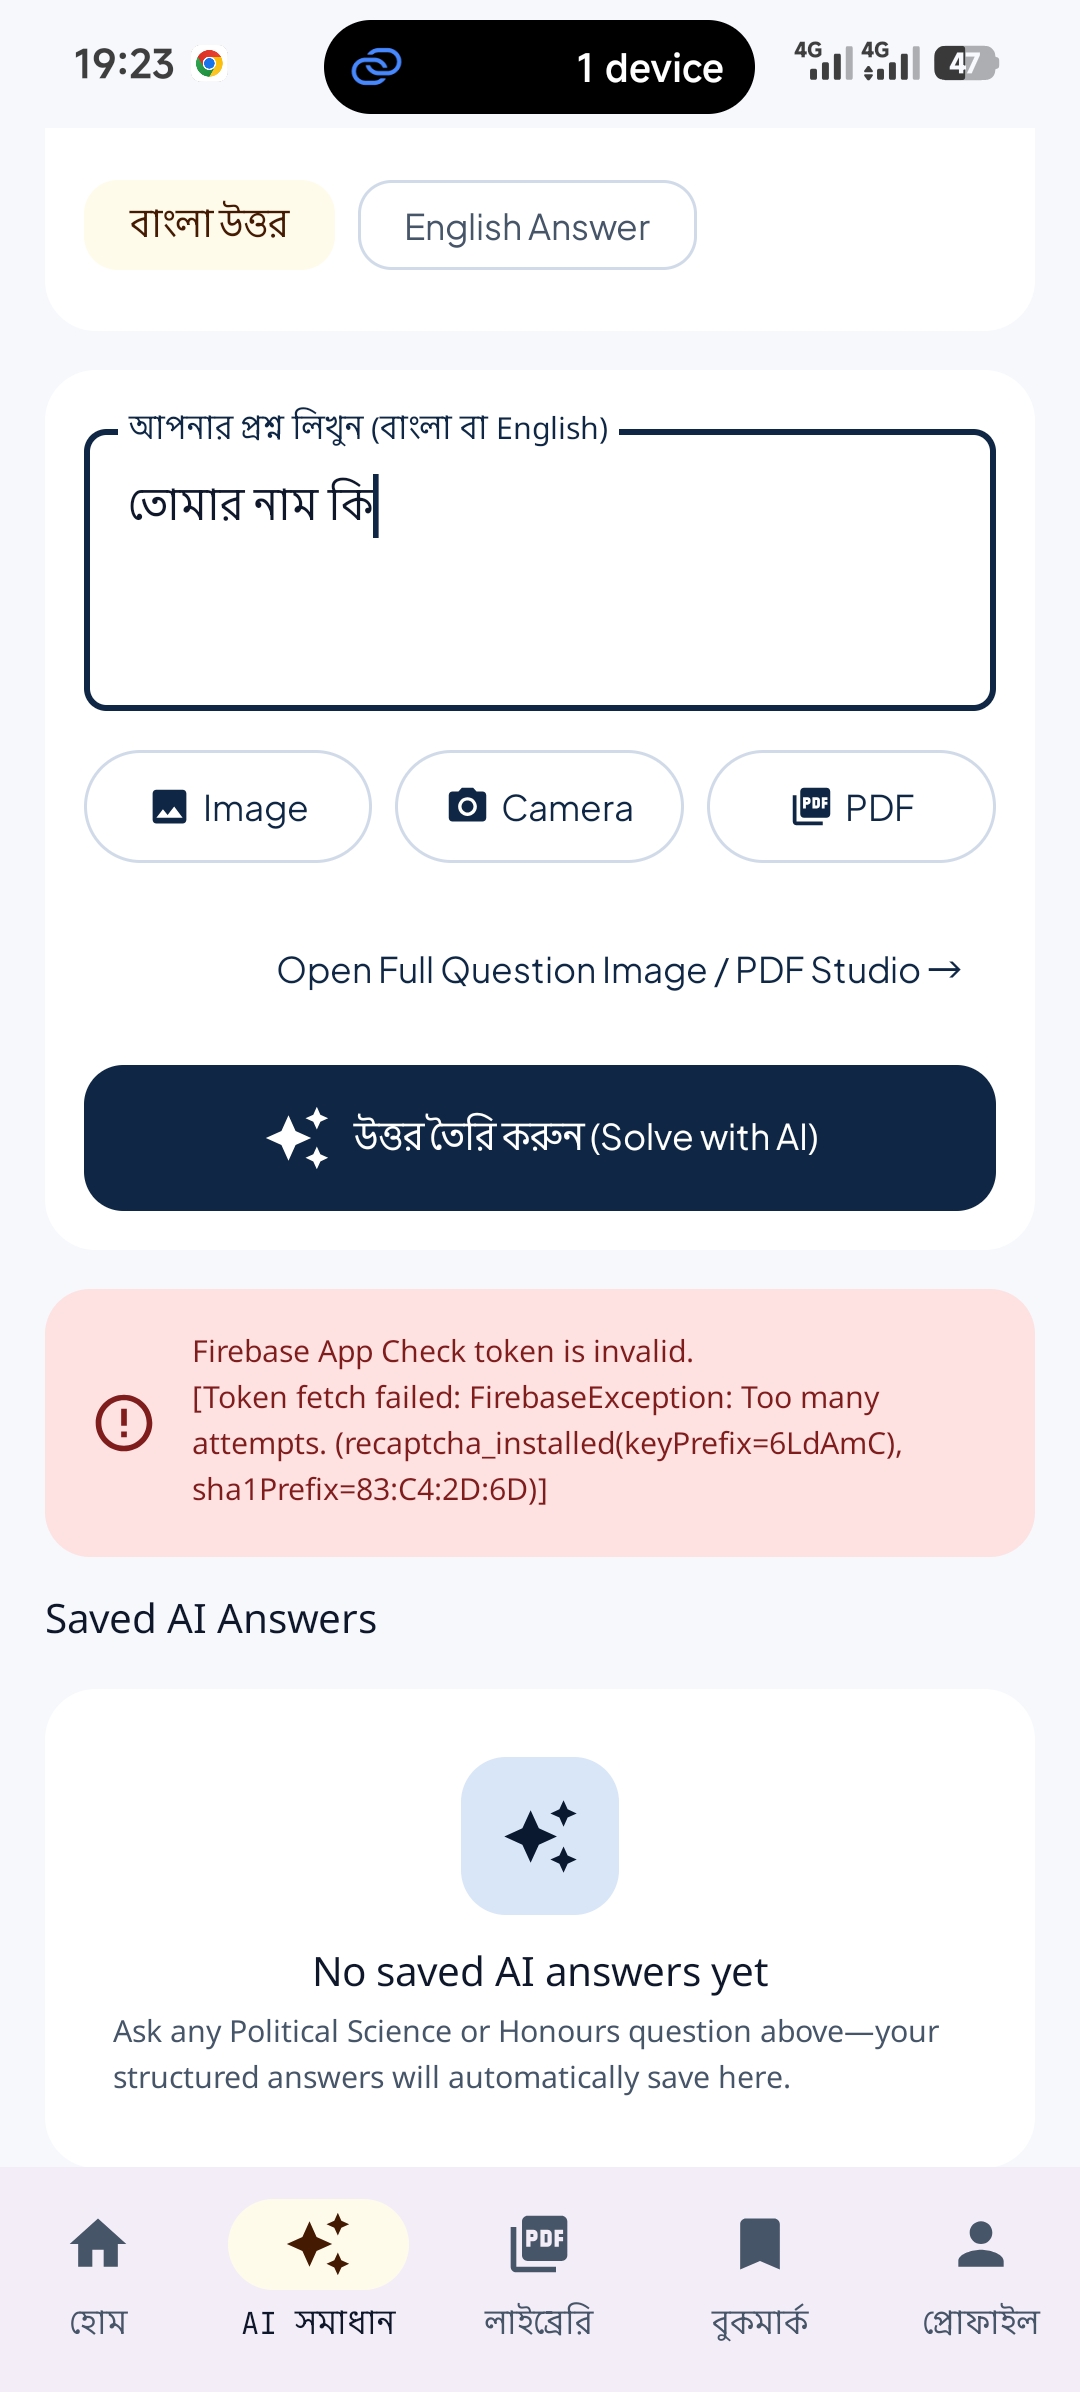 19:23
1 device
4G
4G
47
বাংলা উত্তর
English Answer
আপনার প্রশ্ন লিখুন (বাংলা বা English)
তোমার নাম কি
Image
Camera
PDF
PDF
Open Full Question Image / PDF Studio →
উত্তর তৈরি করুন (Solve with AI)
Firebase App Check token is invalid.
[Token fetch failed: FirebaseException: Too many
attempts. (recaptcha_installed(keyPrefix=6LdAmC),
sha1Prefix=83:C4:2D:6D)]
Saved AI Answers
No saved AI answers yet
Ask any Political Science or Honours question above—your
structured answers will automatically save here.
PDF
হোম
AI সমাধান
লাইব্রেরি
বুকমার্ক
প্রোফাইল